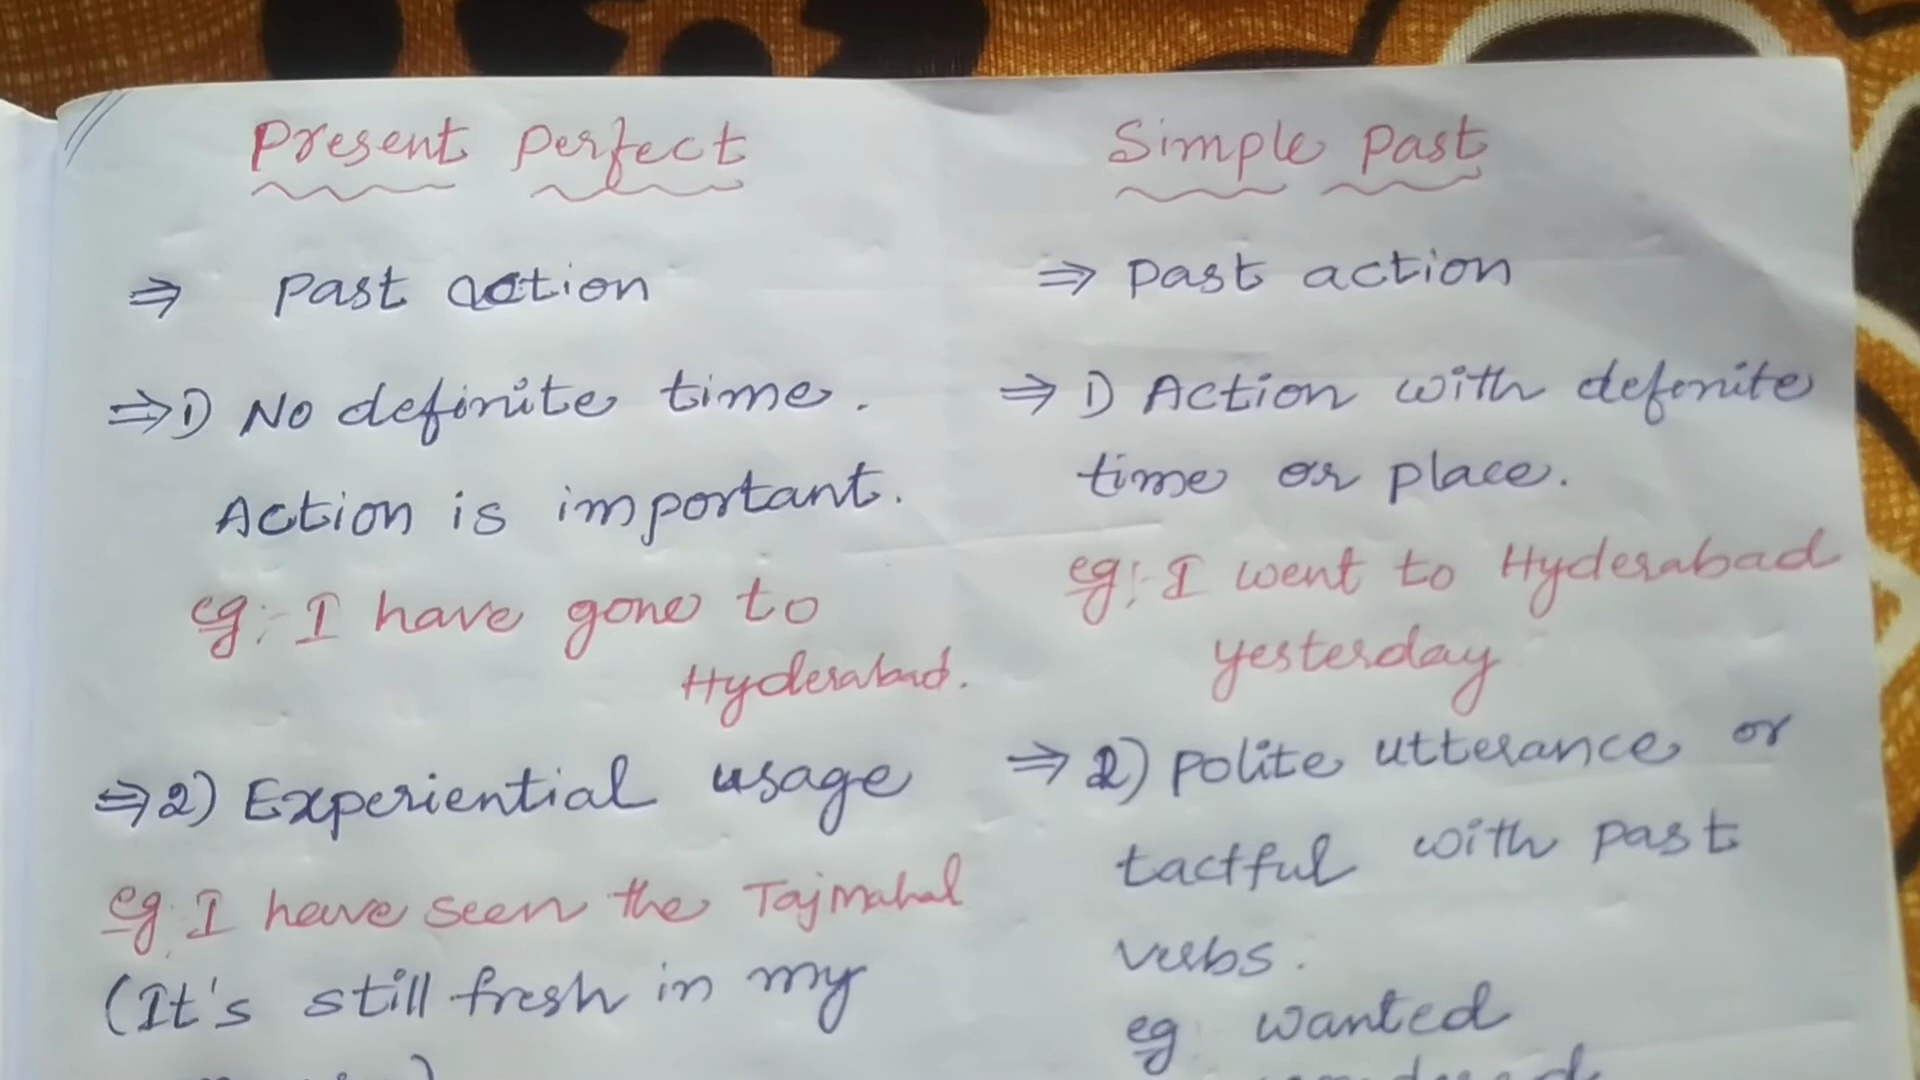 Present Perfect
⇒ Past action
⇒ 1) No definite time.
Action is important.
eg:- I have gone to
Hyderabad.
⇒ 2) Experiential usage
eg: I have seen the Tajmahal
(It's still fresh in my
Simple Past
⇒ Past action
⇒ 1) Action with defenite
time or place.
eg:- I went to Hyderabad
yesterday
⇒ 2) Polite utterance or
tactful with past
verbs.
eg: wanted